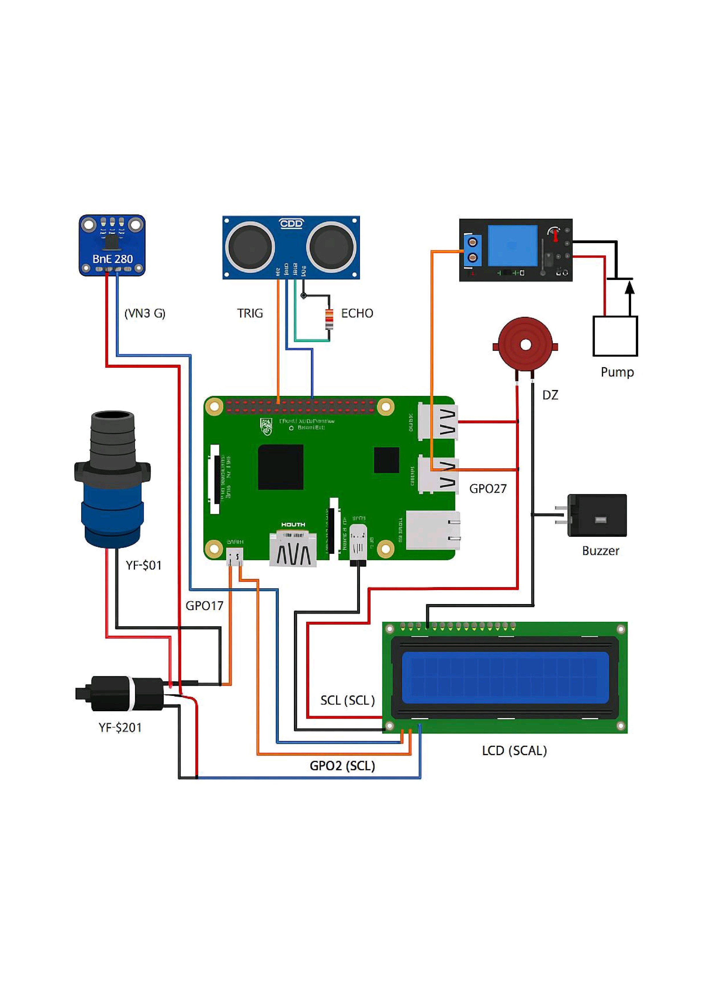 CDD
BnE 280
(VN3 G)
TRIG
ECHO
Pump
DZ
GPO27
HOUTH
Buzzer
YF-$01
GPO17
SCL (SCL)
YF-$201
LCD (SCAL)
GPO2 (SCL)